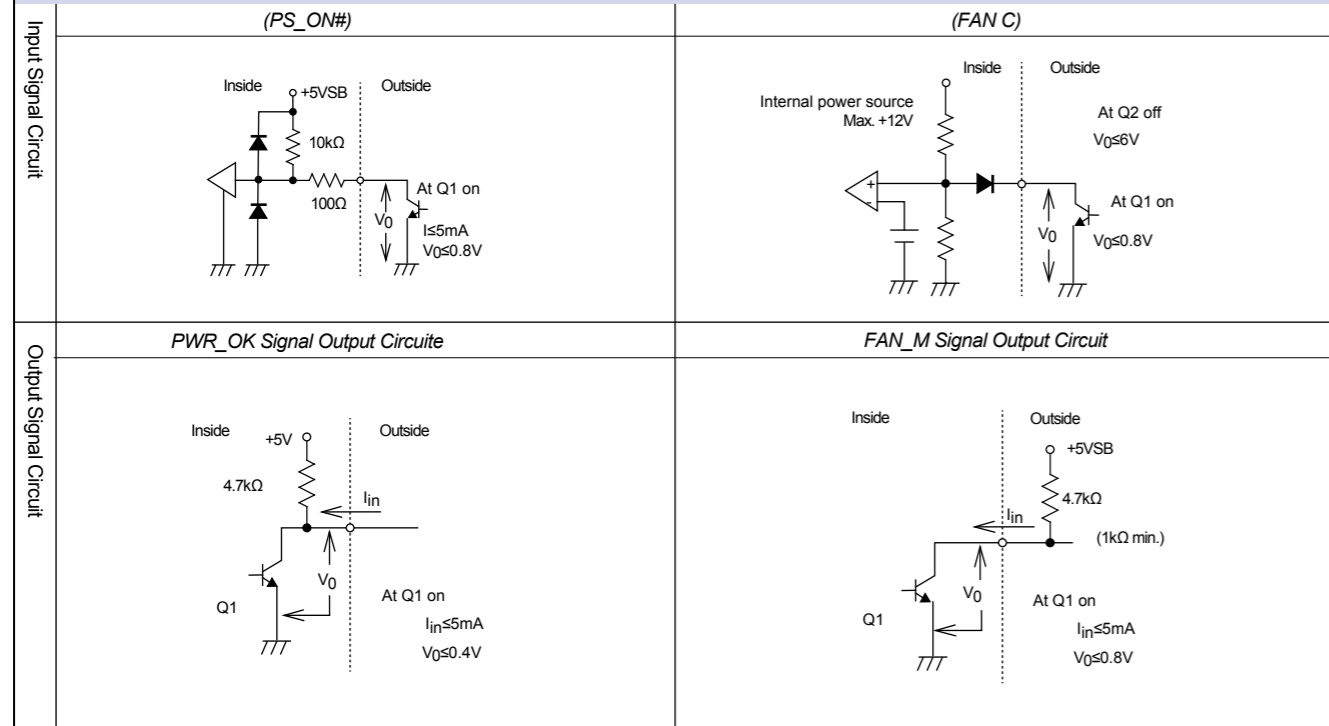 Input Signal Circuit
(PS_ON#)
Inside
+5VSB
Outside
10kΩ
100Ω
V0
At Q1 on
I≤5mA
V0≤0.8V
(FAN C)
Inside
Outside
Internal power source
Max. +12V
At Q2 off
V0≤6V
+
-
At Q1 on
V0
V0≤0.8V
Output Signal Circuit
PWR_OK Signal Output Circuite
Inside
+5V
Outside
4.7kΩ
Iin
V0
Q1
At Q1 on
Iin≤5mA
V0≤0.4V
FAN_M Signal Output Circuit
Inside
Outside
+5VSB
4.7kΩ
Iin
(1kΩ min.)
V0
Q1
At Q1 on
Iin≤5mA
V0≤0.8V